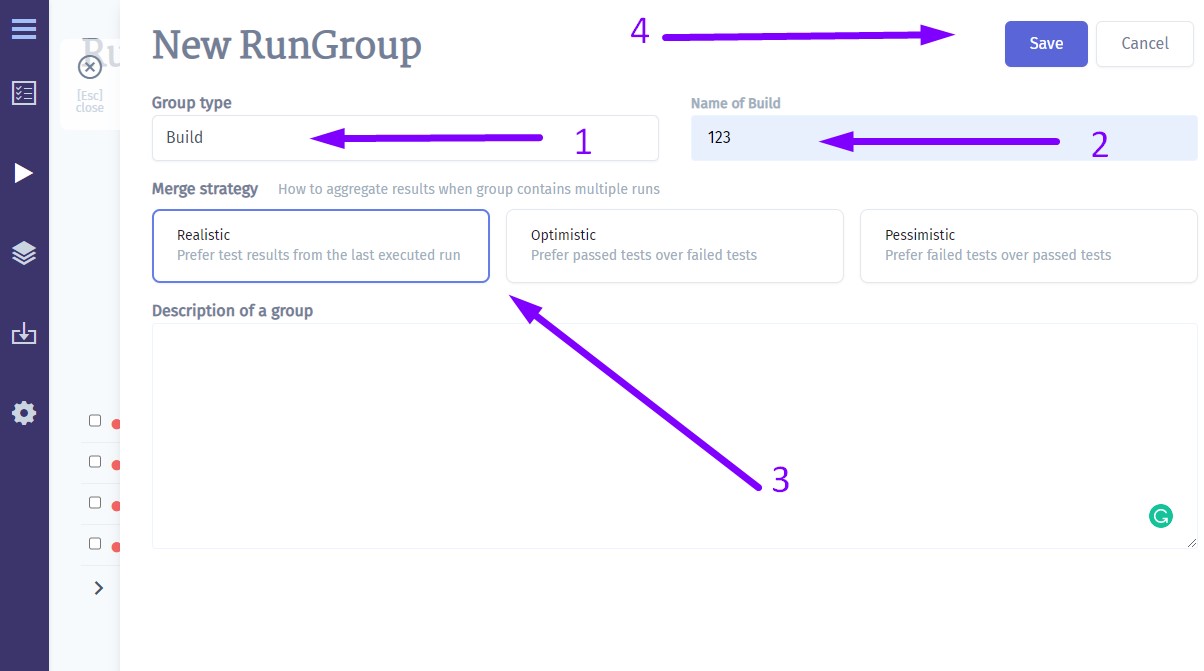 New RunGroup
4
Save
Cancel
Ru
[Esc]
close
Group type
Name of Build
Build
1
123
2
Merge strategy
How to aggregate results when group contains multiple runs
Realistic
Prefer test results from the last executed run
Optimistic
Prefer passed tests over failed tests
Pessimistic
Prefer failed tests over passed tests
Description of a group
3